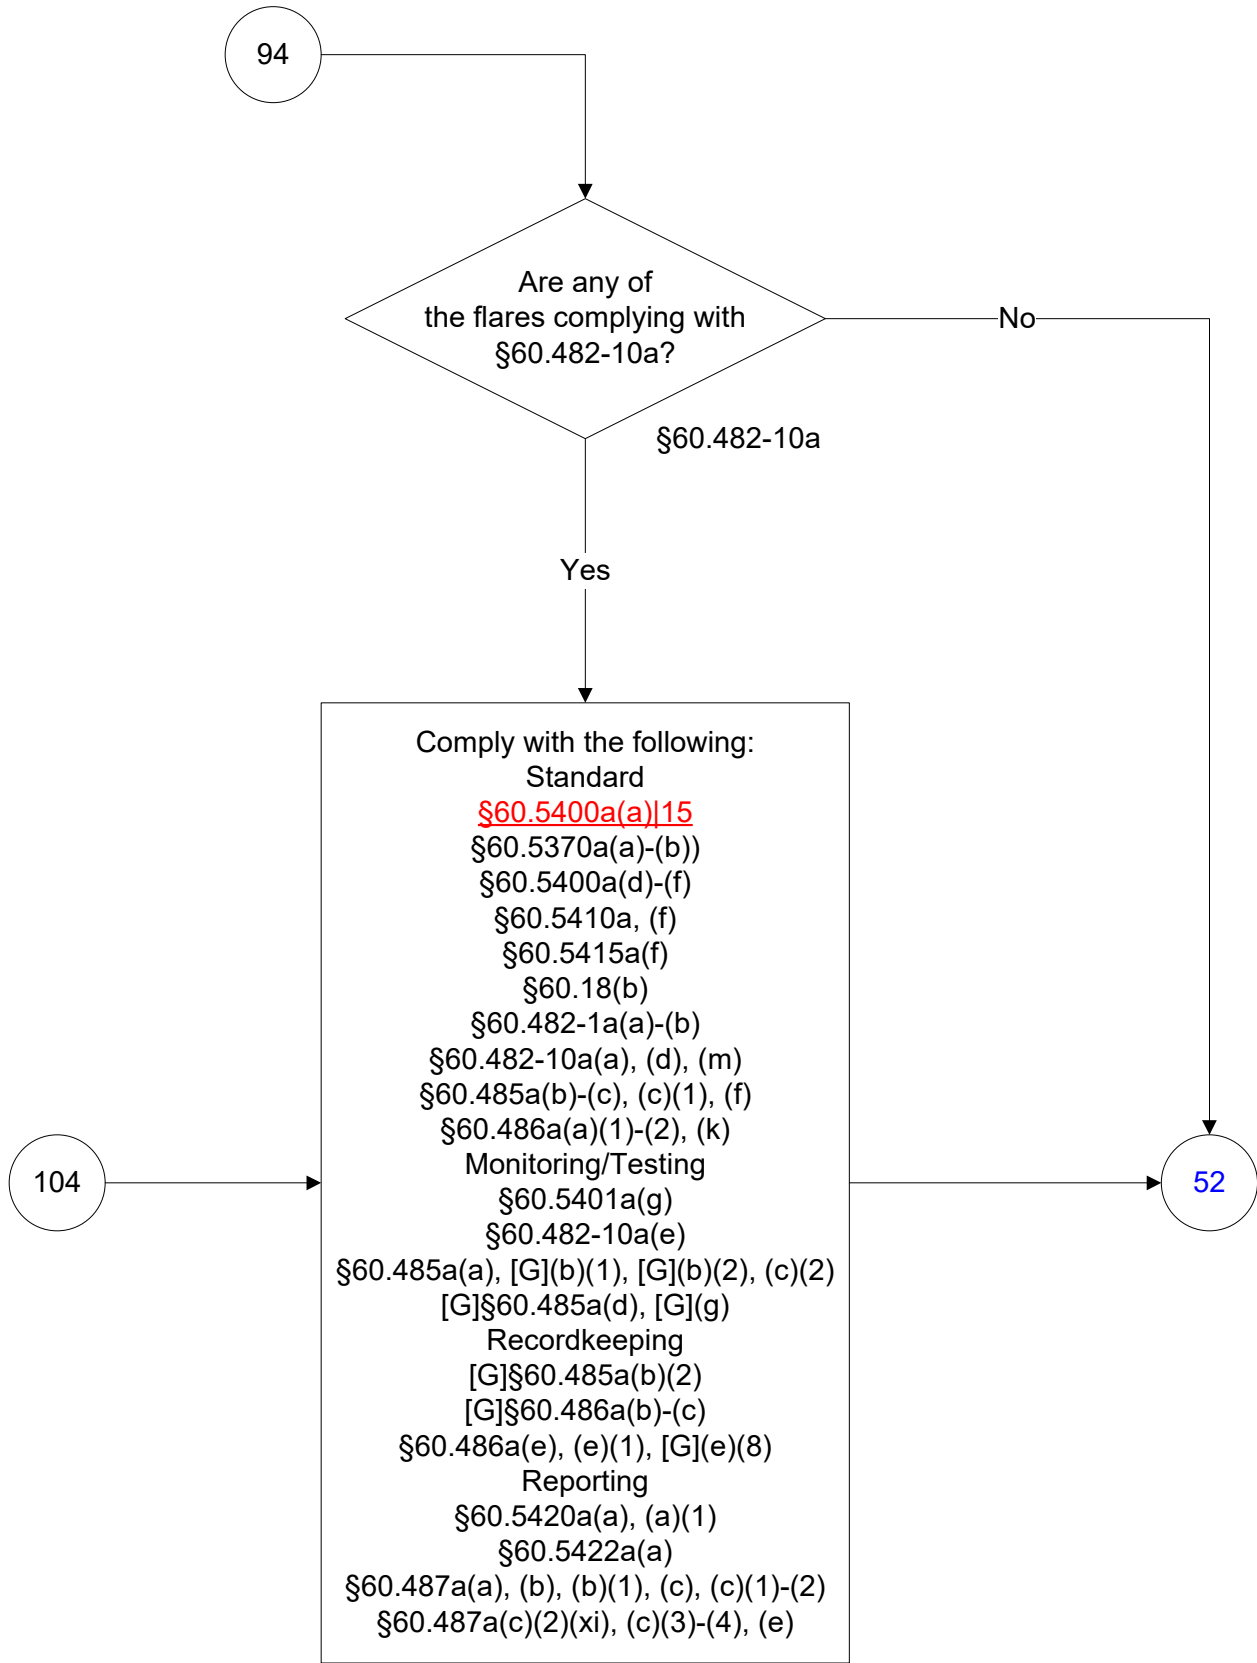 94
Are any of
the flares complying with
§60.482-10a?
No
§60.482-10a
Yes
Comply with the following:
Standard
§60.5400a(a)|15
§60.5370a(a)-(b))
§60.5400a(d)-(f)
§60.5410a, (f)
§60.5415a(f)
§60.18(b)
§60.482-1a(a)-(b)
§60.482-10a(a), (d), (m)
§60.485a(b)-(c), (c)(1), (f)
§60.486a(a)(1)-(2), (k)
Monitoring/Testing
§60.5401a(g)
§60.482-10a(e)
§60.485a(a), [G](b)(1), [G](b)(2), (c)(2)
[G]§60.485a(d), [G](g)
Recordkeeping
[G]§60.485a(b)(2)
[G]§60.486a(b)-(c)
§60.486a(e), (e)(1), [G](e)(8)
Reporting
§60.5420a(a), (a)(1)
§60.5422a(a)
§60.487a(a), (b), (b)(1), (c), (c)(1)-(2)
§60.487a(c)(2)(xi), (c)(3)-(4), (e)
104
52